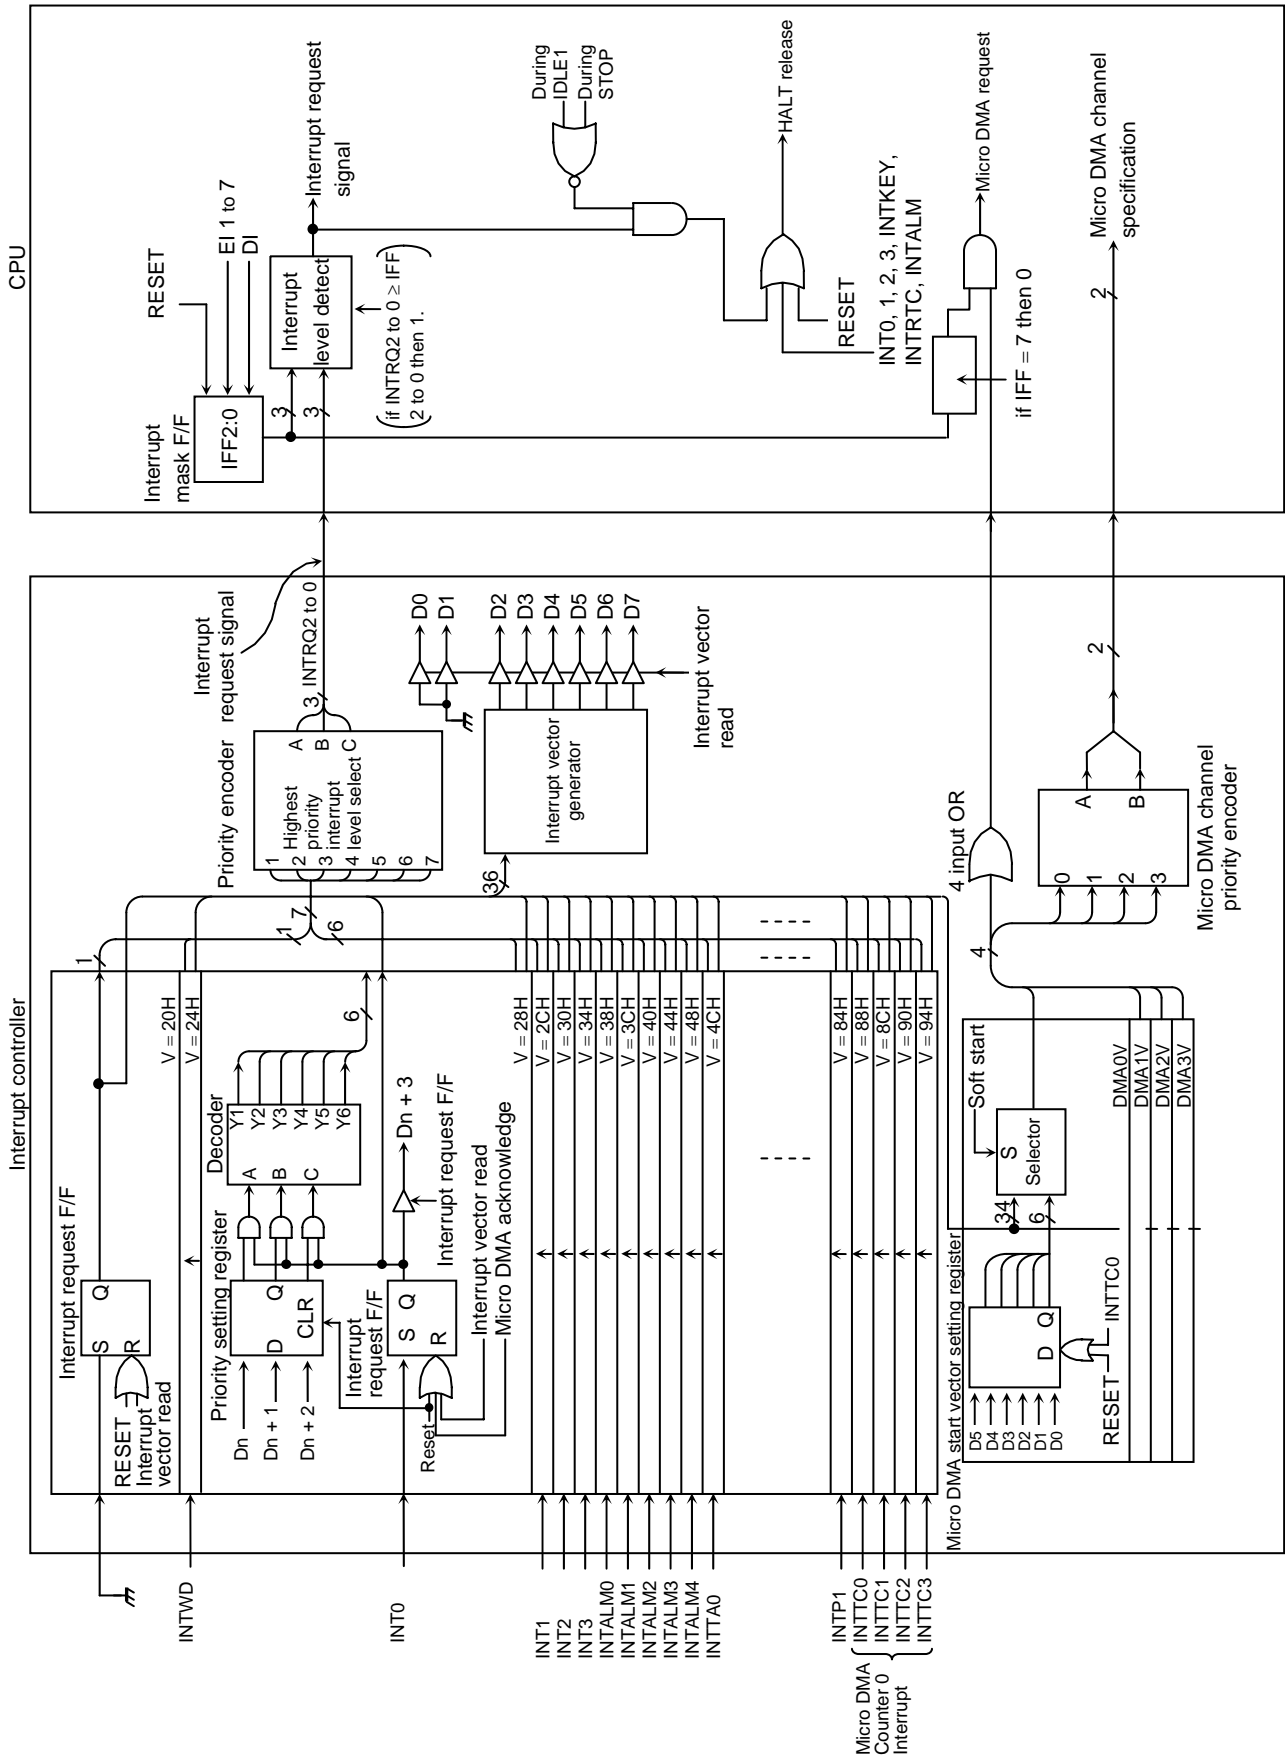 Interrupt controller
CPU
Interrupt request F/F
S
Q
R
RESET
Interrupt
vector read
1
V = 20H
V = 24H
INTWD
Priority setting register
Dn
Dn + 1
Dn + 2
D
Q
CLR
Decoder
A
B
C
Y1
Y2
Y3
Y4
Y5
Y6
6
Interrupt
request F/F
S
Q
R
Reset
INT0
Dn + 3
Interrupt request F/F
Interrupt vector read
Micro DMA acknowledge
1
7
6
Priority encoder
1
2
3
4
5
6
7
Highest
priority
interrupt
level select
A
B
C
3
INTRQ2 to 0
Interrupt
request signal
36
Interrupt vector
generator
D0
D1
D2
D3
D4
D5
D6
D7
Interrupt vector
read
INT1
INT2
INT3
INTALM0
INTALM1
INTALM2
INTALM3
INTALM4
INTTA0
V = 28H
V = 2CH
V = 30H
V = 34H
V = 38H
V = 3CH
V = 40H
V = 44H
V = 48H
V = 4CH
INTP1
INTTC0
INTTC1
INTTC2
INTTC3
Micro DMA
Counter 0
Interrupt
V = 84H
V = 88H
V = 8CH
V = 90H
V = 94H
Micro DMA start vector setting register
D5
D4
D3
D2
D1
D0
D
Q
RESET
INTTC0
34
6
S
Selector
Soft start
DMA0V
DMA1V
DMA2V
DMA3V
4
4 input OR
0
1
2
3
A
B
Micro DMA channel
priority encoder
2
Interrupt
mask F/F
IFF2:0
RESET
EI 1 to 7
DI
3
3
Interrupt
level detect
if INTRQ2 to 0 ≥ IFF
2 to 0 then 1.
Interrupt request
signal
During
IDLE1
During
STOP
HALT release
RESET
INT0, 1, 2, 3, INTKEY,
INTRTC, INTALM
if IFF = 7 then 0
Micro DMA request
2
Micro DMA channel
specification